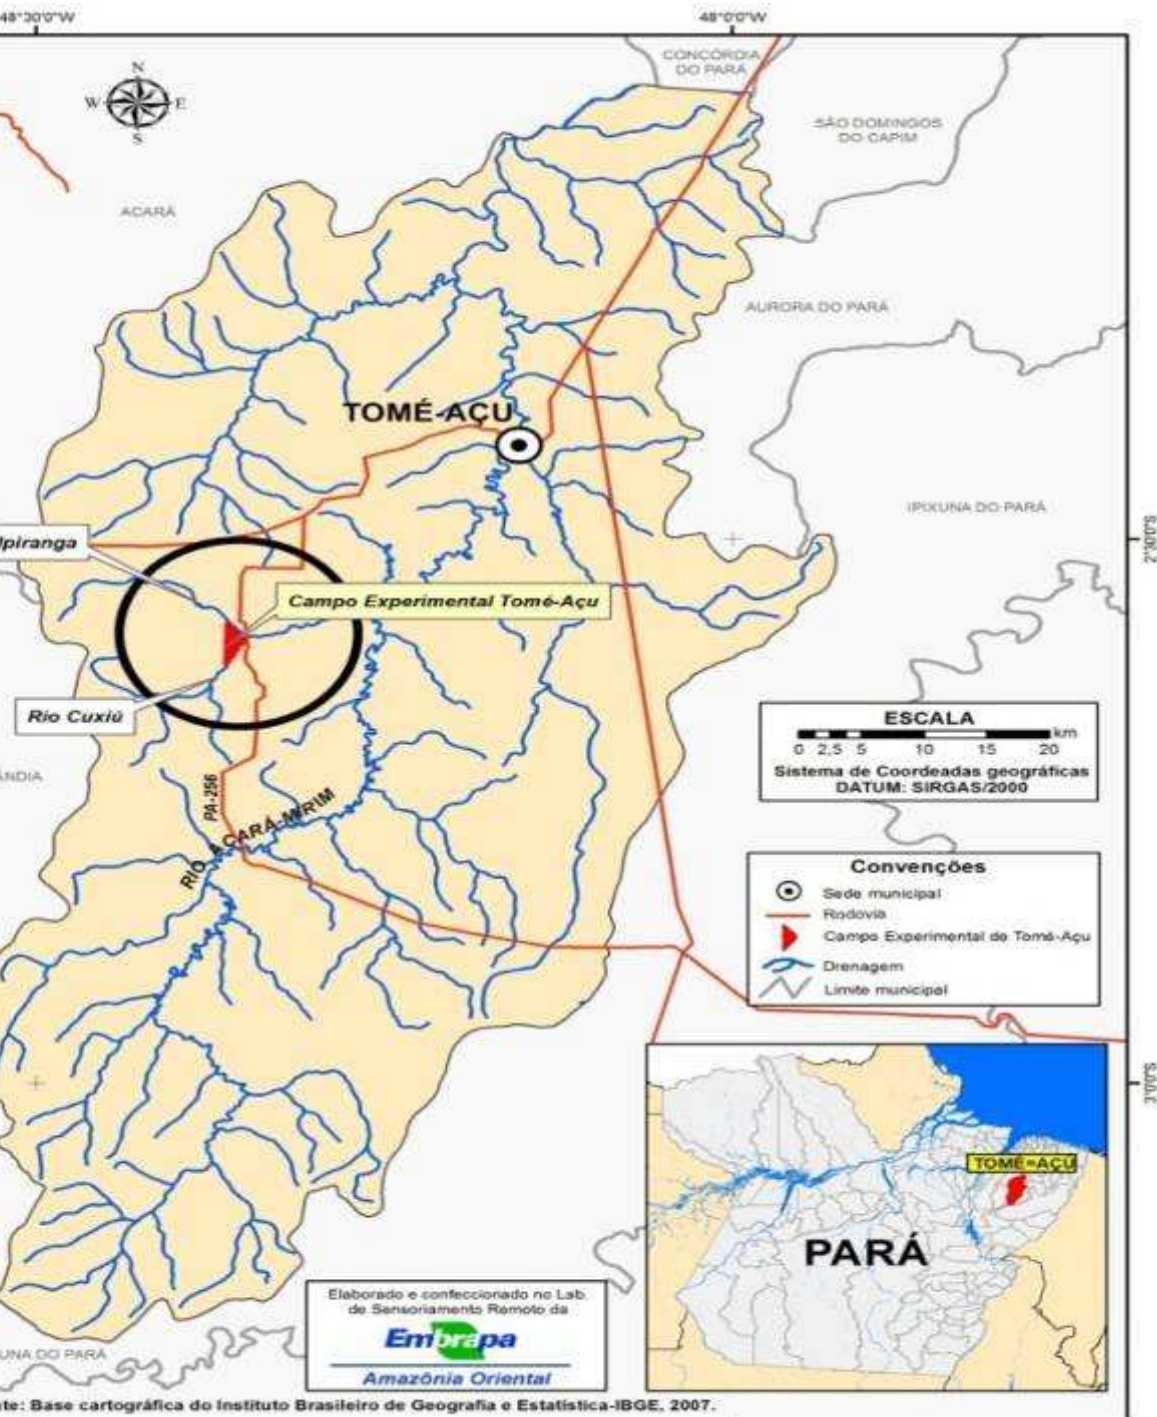 48°30'0"W
48°0'0"W
CONCÓRDIA
DO PARÁ
N
W E
S
SÃO DOMINGOS
DO CAPIM
ACARÁ
AURORA DO PARÁ
TOMÉ-AÇU
IPIXUNA DO PARÁ
Ipiranga
2°30'0"S
Campo Experimental Tomé-Açu
Rio Cuxiú
ESCALA
km
0 2,5 5 10 15 20
Sistema de Coordeadas geográficas
DATUM: SIRGAS/2000
ÂNDIA
PA-256
RIO ACARÁ-MIRIM
Convenções
Sede municipal
Rodovia
Campo Experimental de Tomé-Açu
Drenagem
Limite municipal
3°0'0"S
TOMÉ-AÇU
PARÁ
Elaborado e confeccionado no Lab.
de Sensoriamento Remoto da
Embrapa
Amazônia Oriental
UNA DO PARÁ
te: Base cartográfica do Instituto Brasileiro de Geografia e Estatística-IBGE, 2007.